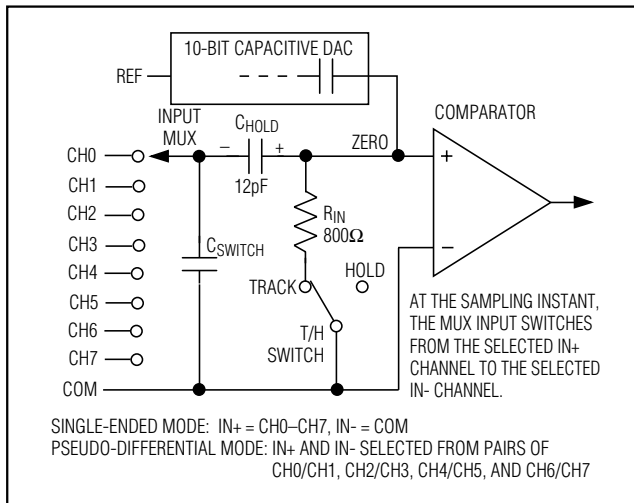 10-BIT CAPACITIVE DAC
REF
COMPARATOR
INPUT
MUX
CHOLD
ZERO
– +
12pF
+
–
CH0
CH1
CH2
CH3
CH4
CH5
CH6
CH7
COM
CSWITCH
RIN
800Ω
HOLD
TRACK
T/H
SWITCH
AT THE SAMPLING INSTANT,
THE MUX INPUT SWITCHES
FROM THE SELECTED IN+
CHANNEL TO THE SELECTED
IN- CHANNEL.
SINGLE-ENDED MODE: IN+ = CH0–CH7, IN- = COM
PSEUDO-DIFFERENTIAL MODE: IN+ AND IN- SELECTED FROM PAIRS OF
CH0/CH1, CH2/CH3, CH4/CH5, AND CH6/CH7